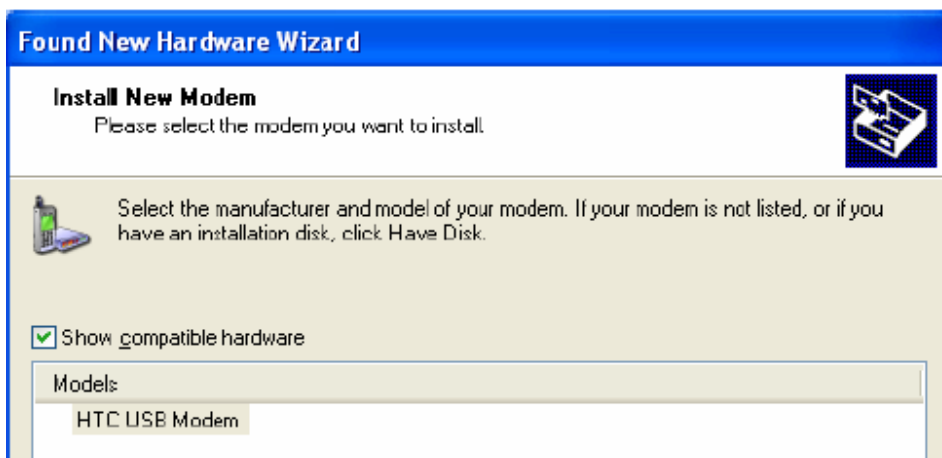 Found New Hardware Wizard
Install New Modem
Please select the modem you want to install.
Select the manufacturer and model of your modem. If your modem is not listed, or if you
have an installation disk, click Have Disk.
Show compatible hardware
Models
HTC USB Modem